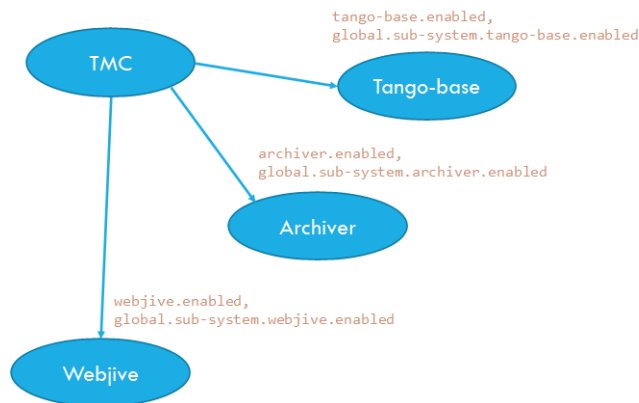 tango-base.enabled,
global.sub-system.tango-base.enabled
TMC
Tango-base
archiver.enabled,
global.sub-system.archiver.enabled
Archiver
webjive.enabled,
global.sub-system.webjive.enabled
Webjive